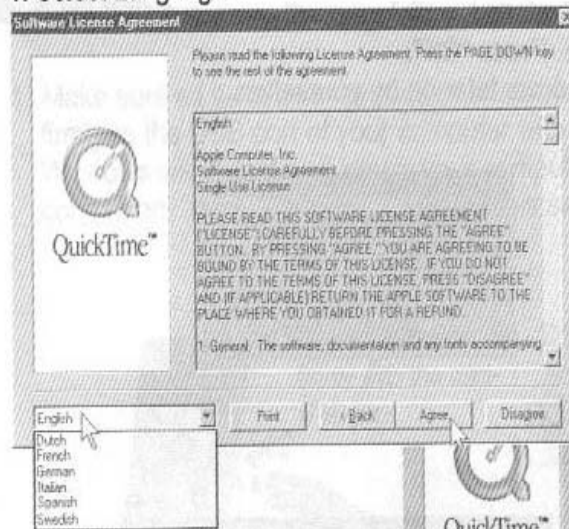 Software License Agreement
Please read the following License Agreement. Press the PAGE DOWN key
to see the rest of the agreement.
English
Apple Computer, Inc.
Software License Agreement
Single Use License
PLEASE READ THIS SOFTWARE LICENSE AGREEMENT
("LICENSE") CAREFULLY BEFORE PRESSING THE "AGREE"
BUTTON. BY PRESSING "AGREE," YOU ARE AGREEING TO BE
BOUND BY THE TERMS OF THIS LICENSE. IF YOU DO NOT
AGREE TO THE TERMS OF THIS LICENSE, PRESS "DISAGREE"
AND (IF APPLICABLE) RETURN THE APPLE SOFTWARE TO THE
PLACE WHERE YOU OBTAINED IT FOR A REFUND.
1. General. The software, documentation and any fonts accompanying
QuickTime™
English
Print
< Back
Agree
Disagree
Dutch
French
German
Italian
Spanish
Swedish
QuickTime™